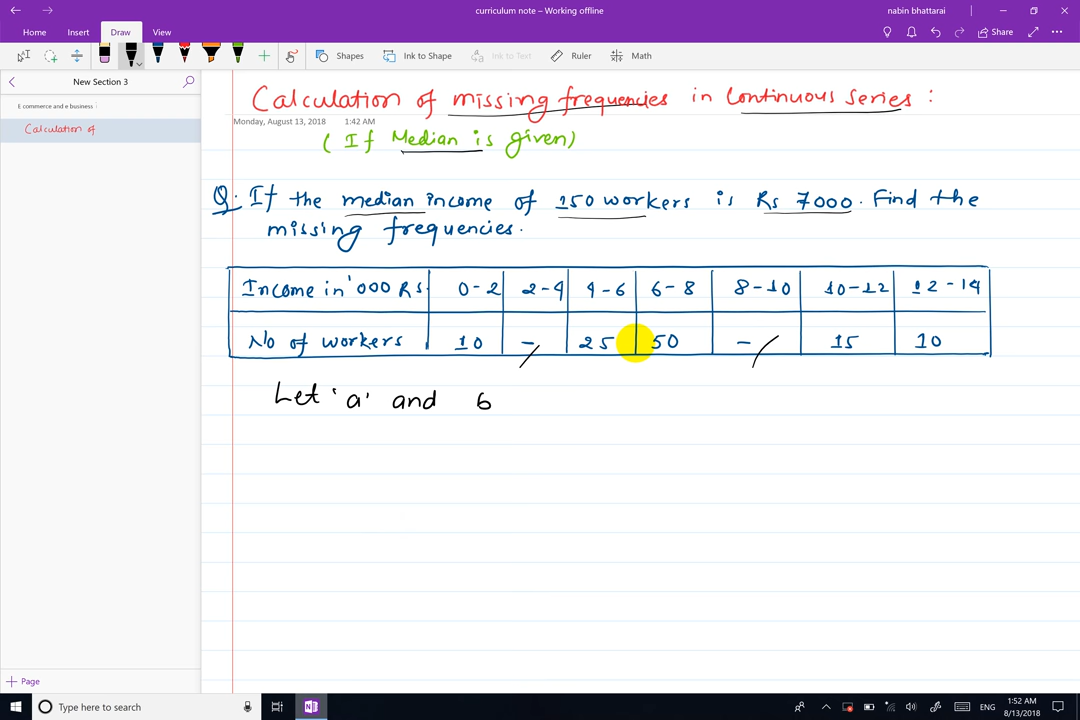 curriculum note – Working offline
nabin bhattarai
Home Insert Draw View
Share
Shapes Ink to Shape Ink to Text Ruler Math
New Section 3
E commerce and e business :
Calculation of
Calculation of missing frequencies in Continuous Series :
Monday, August 13, 2018 1:42 AM
( If Median is given)
Q. If the median income of 150 workers is Rs 7000. Find the
missing frequencies.
Income in '000 Rs. 0-2 2-4 4-6 6-8 8-10 10-12 12-14
No of workers 10 - 25 50 - 15 10
Let 'a' and b
+ Page
Type here to search
ENG
1:52 AM
8/13/2018